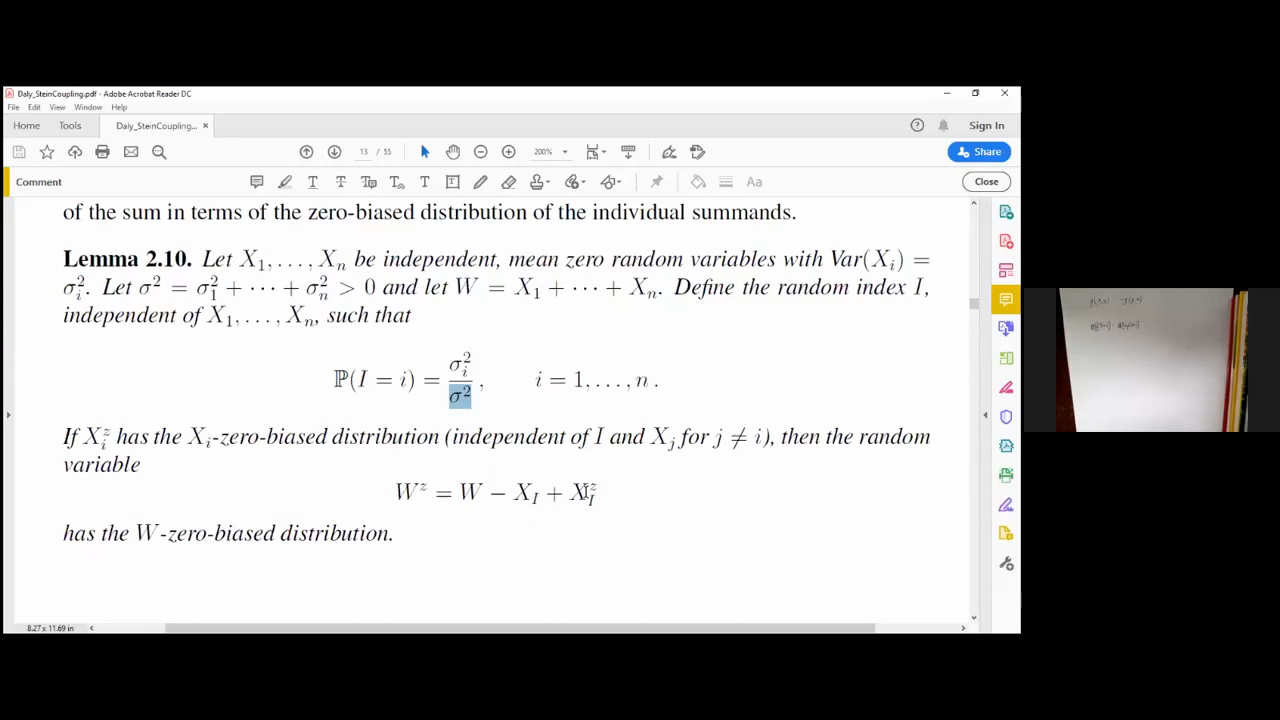 Daly_SteinCoupling.pdf - Adobe Acrobat Reader DC
File Edit View Window Help
Home Tools Daly_SteinCoupling... × Sign In
13 / 55 200% Share
Comment Close
of the sum in terms of the zero-biased distribution of the individual summands.
Lemma 2.10. Let X₁, . . . , Xₙ be independent, mean zero random variables with Var(Xᵢ) =
σᵢ². Let σ² = σ₁² + · · · + σₙ² > 0 and let W = X₁ + · · · + Xₙ. Define the random index I,
independent of X₁, . . . , Xₙ, such that
ℙ(I = i) = σᵢ²/σ² , i = 1, . . . , n .
If Xᵢᶻ has the Xᵢ-zero-biased distribution (independent of I and Xⱼ for j ≠ i), then the random
variable
Wᶻ = W − X_I + X_I^z
has the W-zero-biased distribution.
8.27 x 11.69 in